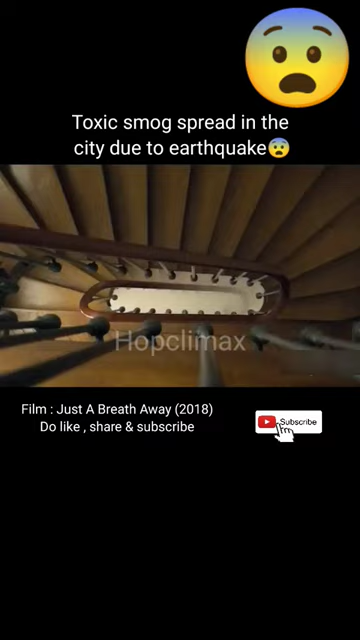 Toxic smog spread in the
city due to earthquake😨
Hopclimax
Film : Just A Breath Away (2018)
Do like , share & subscribe
Subscribe